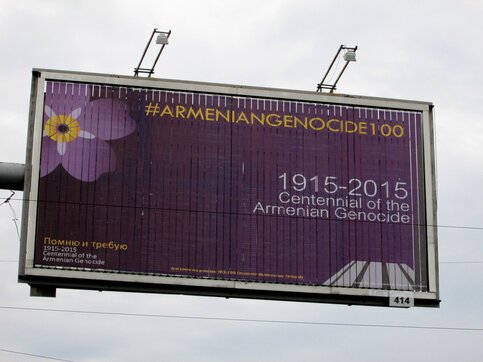 #ARMENIANGENOCIDE100
1915-2015
Centennial of the
Armenian Genocide
Помню и требую
1915-2015
Centennial of the
Armenian Genocide
414